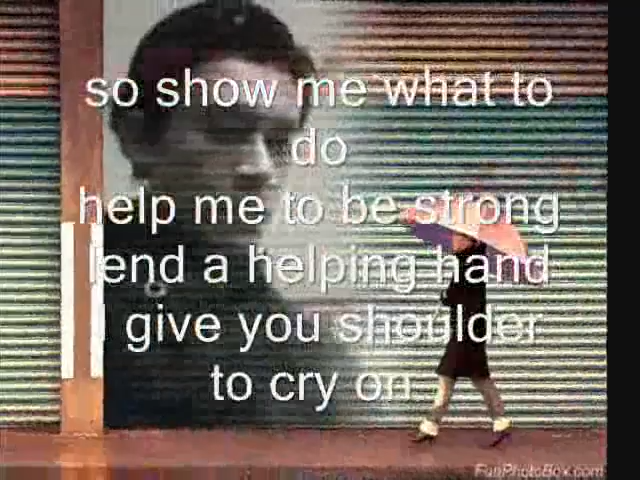 so show me what to
do
help me to be strong
lend a helping hand
I give you shoulder
to cry on
FunPhotoBox.com